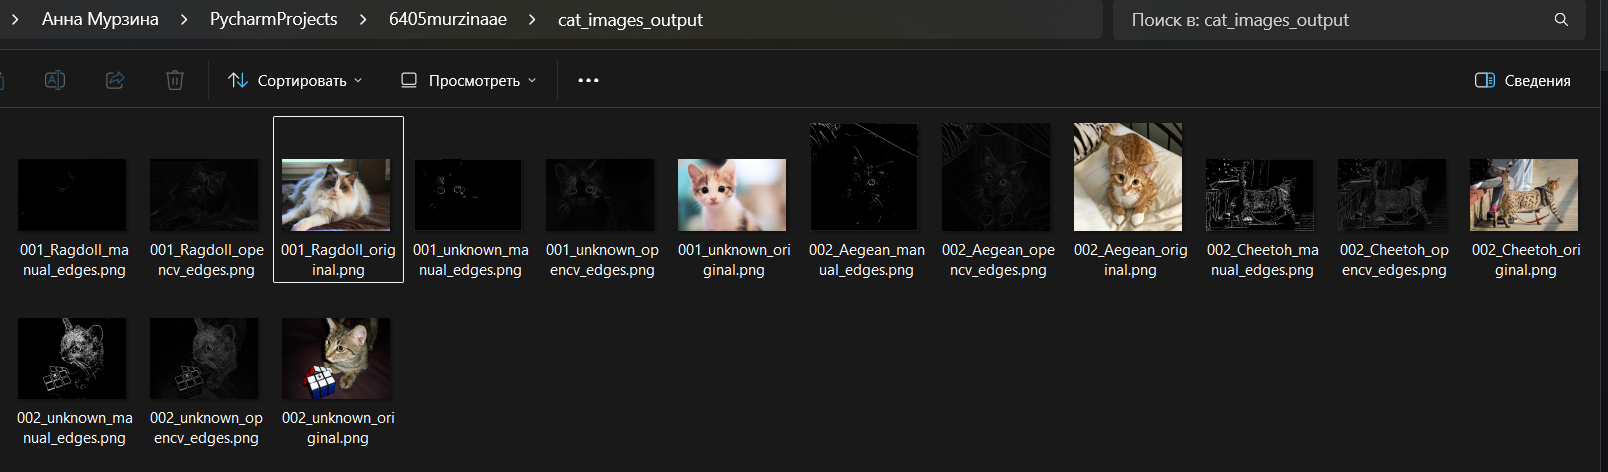 Анна Мурзина > PycharmProjects > 6405murzinaae > cat_images_output
Поиск в: cat_images_output
Сортировать
Просмотреть
Сведения
001_Ragdoll_ma
nual_edges.png
001_Ragdoll_ope
ncv_edges.png
001_Ragdoll_orig
inal.png
001_unknown_ma
nual_edges.png
001_unknown_op
encv_edges.png
001_unknown_ori
ginal.png
002_Aegean_man
ual_edges.png
002_Aegean_ope
ncv_edges.png
002_Aegean_orig
inal.png
002_Cheetoh_ma
nual_edges.png
002_Cheetoh_op
encv_edges.png
002_Cheetoh_ori
ginal.png
002_unknown_ma
nual_edges.png
002_unknown_op
encv_edges.png
002_unknown_ori
ginal.png